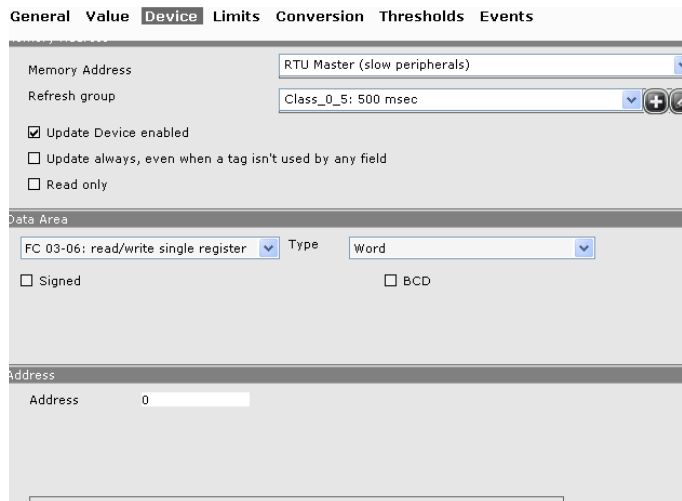 General Value Device Limits Conversion Thresholds Events
Memory Address
Memory Address RTU Master (slow peripherals)
Refresh group Class_0_5: 500 msec
Update Device enabled
Update always, even when a tag isn't used by any field
Read only
Data Area
FC 03-06: read/write single register Type Word
Signed BCD
Address
Address 0